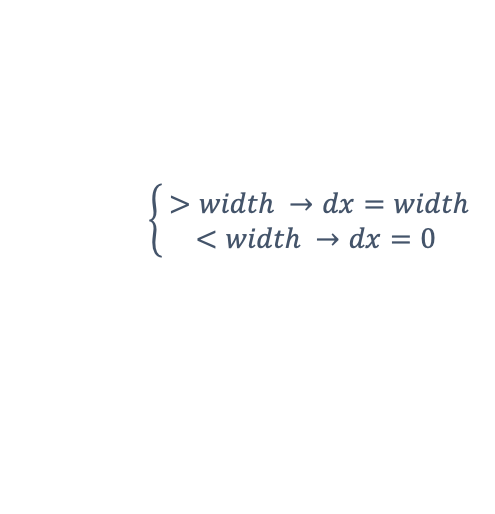 { > width → dx = width
< width → dx = 0